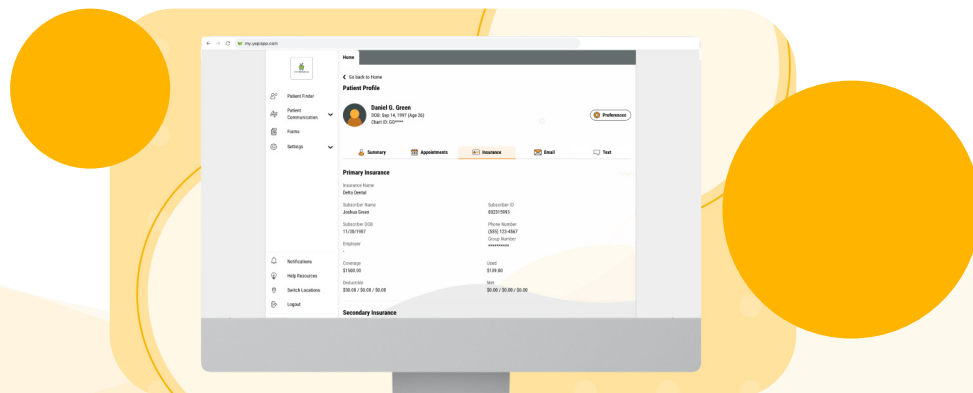 my.yapiapp.com
Home
Go back to Home
Patient Profile
Patient Finder
Patient
Communication
Forms
Settings
Daniel G. Green
DOB: Sep 14, 1997 (Age 26)
Chart ID: GO****
Preferences
Summary
Appointments
Insurance
Email
Text
Primary Insurance
Insurance Name
Delta Dental
Subscriber Name
Joshua Green
Subscriber ID
Subscriber DOB
11/30/1967
Phone Number
(555) 123-4567
Employer
-
Group Number
**********
Coverage
$1500.00
Used
$139.00
Deductible
$50.00 / $0.00 / $0.00
Met
$0.00 / $0.00 / $0.00
Secondary Insurance
Notifications
Help Resources
Switch Locations
Logout